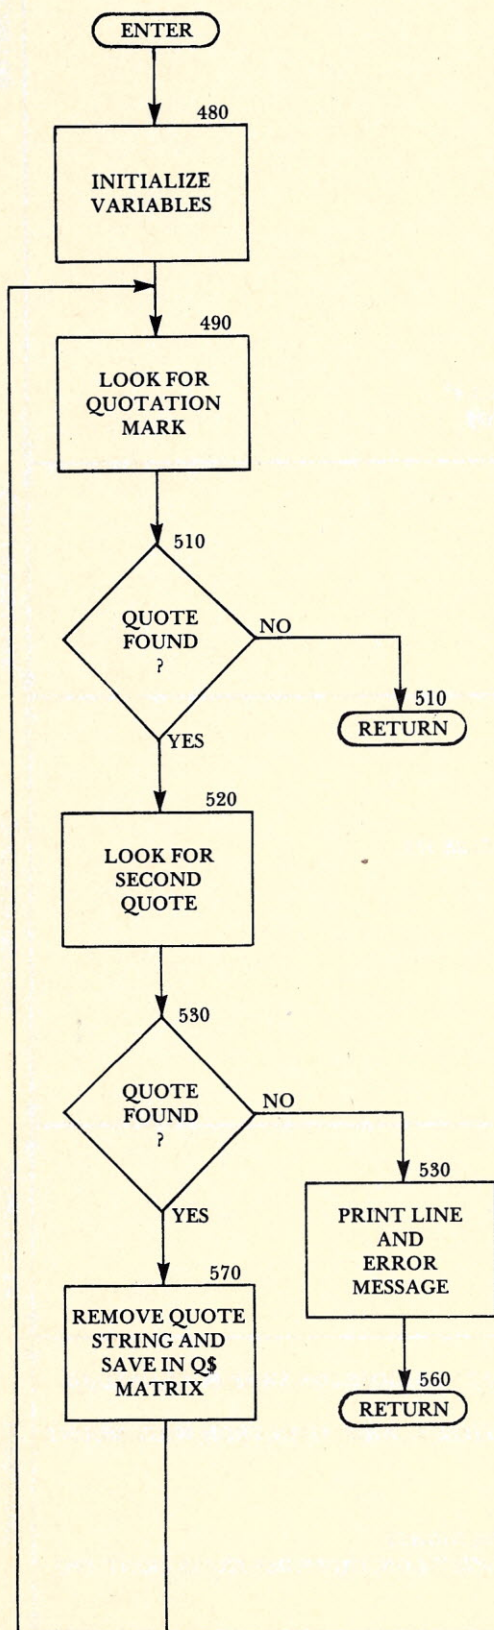 ENTER
480
INITIALIZE
VARIABLES
490
LOOK FOR
QUOTATION
MARK
510
QUOTE
FOUND
?
NO
510
RETURN
YES
520
LOOK FOR
SECOND
QUOTE
530
QUOTE
FOUND
?
NO
530
PRINT LINE
AND
ERROR
MESSAGE
YES
570
REMOVE QUOTE
STRING AND
SAVE IN Q$
MATRIX
560
RETURN